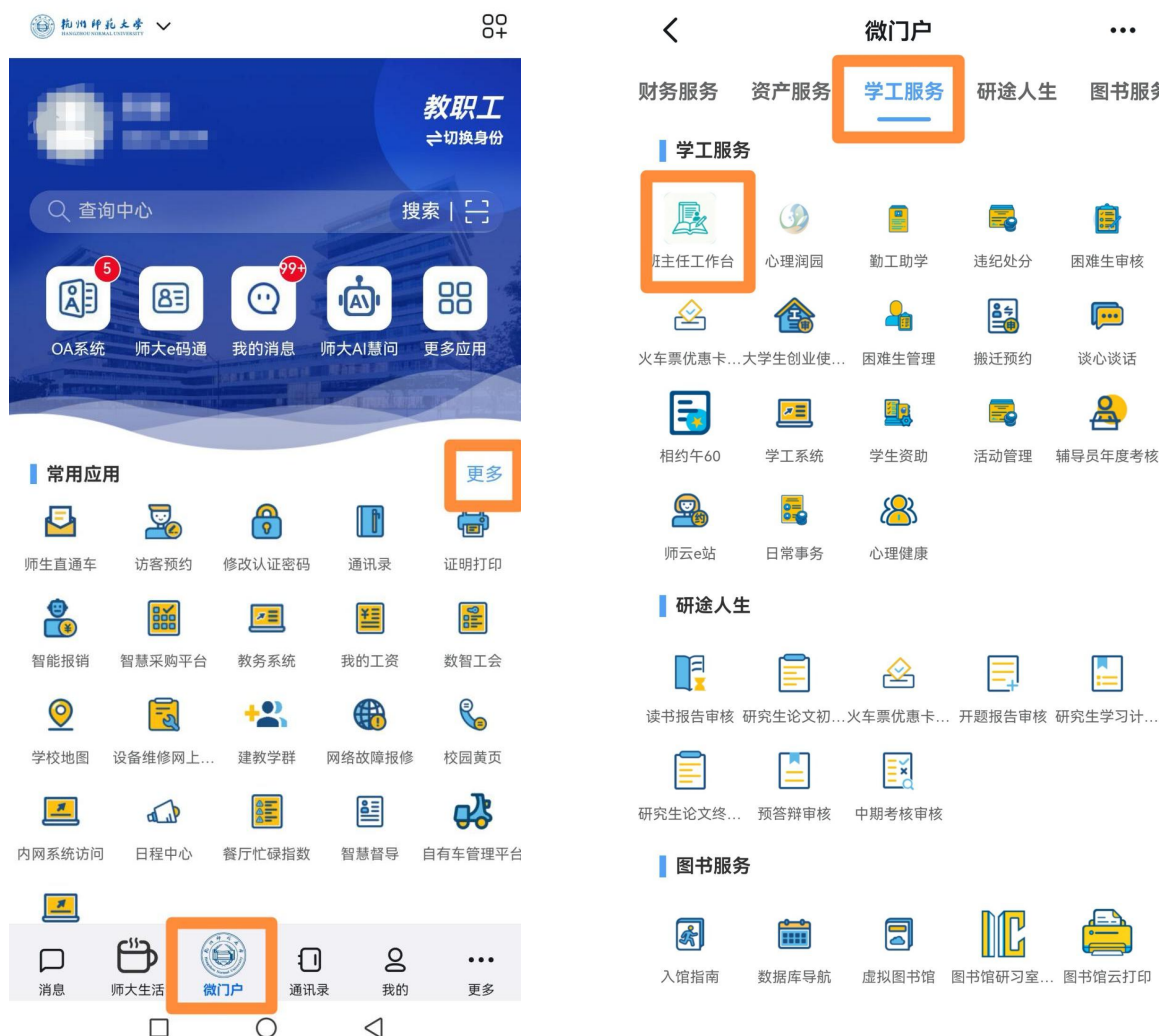 杭州师范大学
HANGZHOU NORMAL UNIVERSITY
教职工
切换身份
查询中心 搜索
5 99+
OA系统 师大e码通 我的消息 师大AI慧问 更多应用
常用应用 更多
师生直通车 访客预约 修改认证密码 通讯录 证明打印
智能报销 智慧采购平台 教务系统 我的工资 数智工会
学校地图 设备维修网上... 建教学群 网络故障报修 校园黄页
内网系统访问 日程中心 餐厅忙碌指数 智慧督导 自有车管理平台
消息 师大生活 微门户 通讯录 我的 更多
微门户
财务服务 资产服务 学工服务 研途人生 图书服务
学工服务
班主任工作台 心理润园 勤工助学 违纪处分 困难生审核
火车票优惠卡... 大学生创业使... 困难生管理 搬迁预约 谈心谈话
相约午60 学工系统 学生资助 活动管理 辅导员年度考核
师云e站 日常事务 心理健康
研途人生
读书报告审核 研究生论文初... 火车票优惠卡... 开题报告审核 研究生学习计...
研究生论文终... 预答辩审核 中期考核审核
图书服务
入馆指南 数据库导航 虚拟图书馆 图书馆研习室... 图书馆云打印